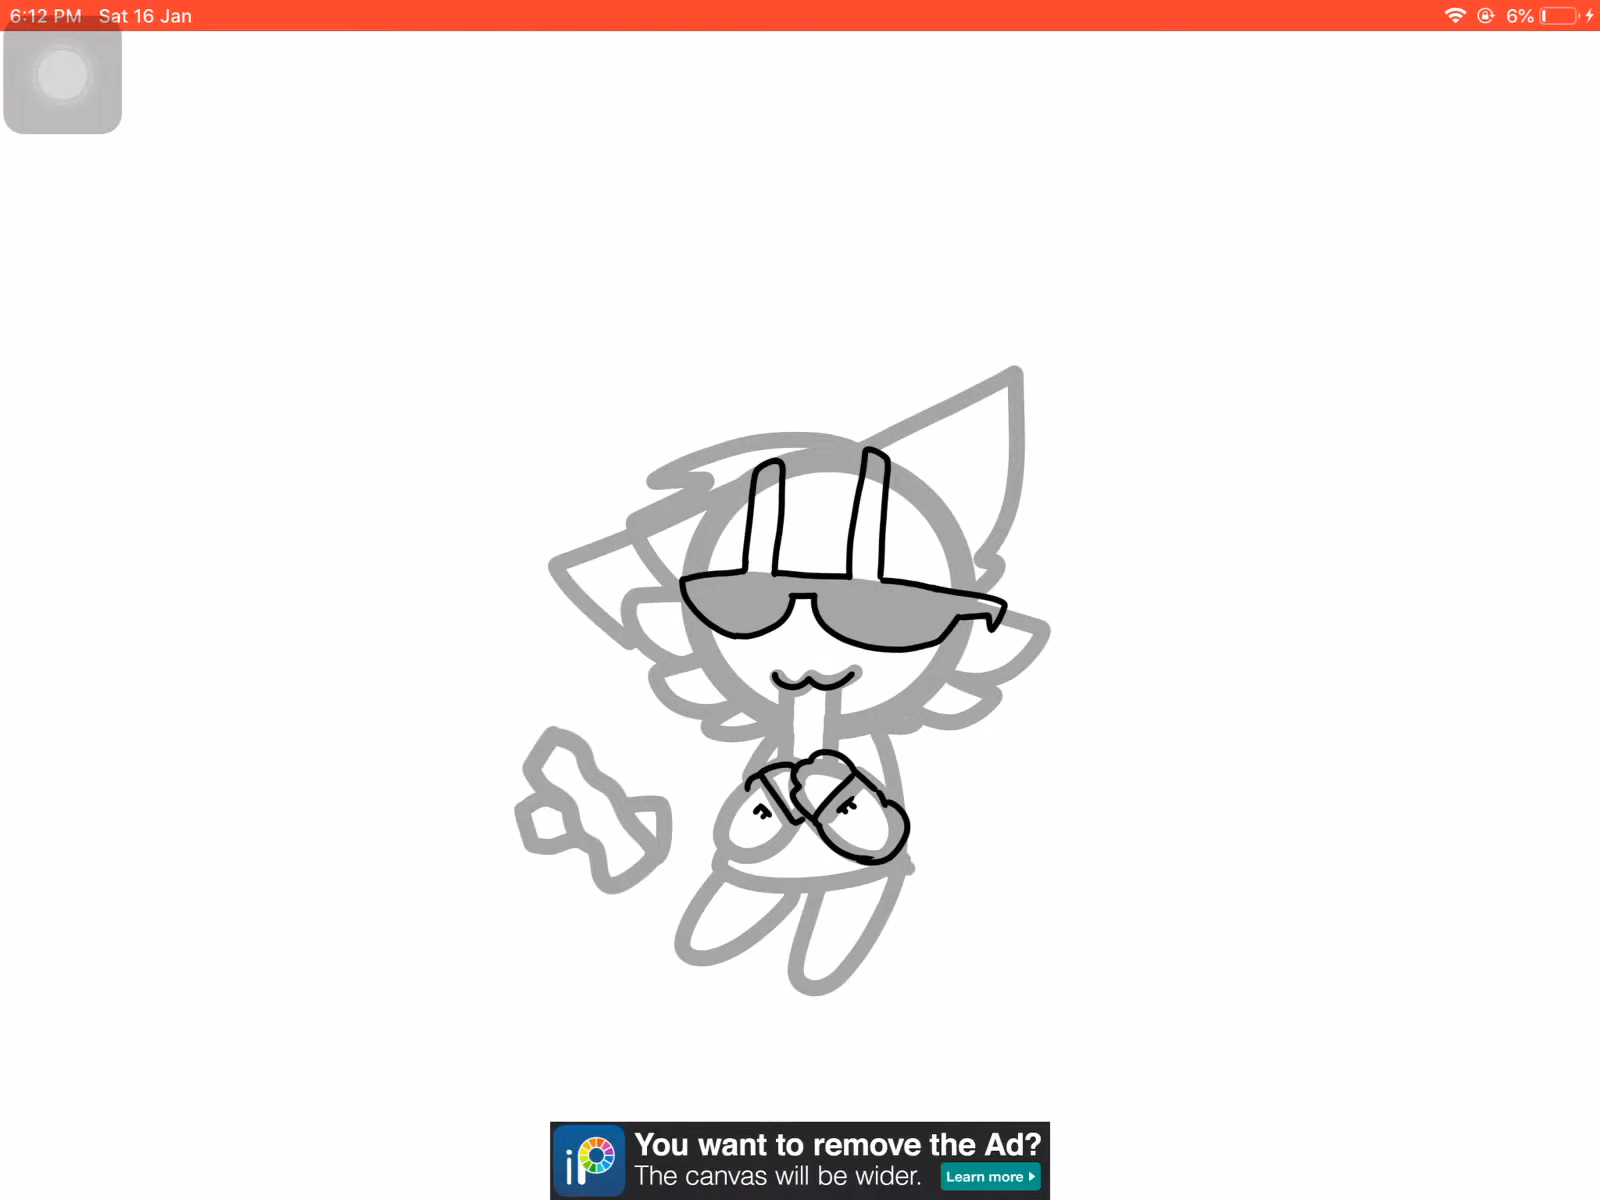 6:12 PM Sat 16 Jan
6%
iP
You want to remove the Ad?
The canvas will be wider.
Learn more